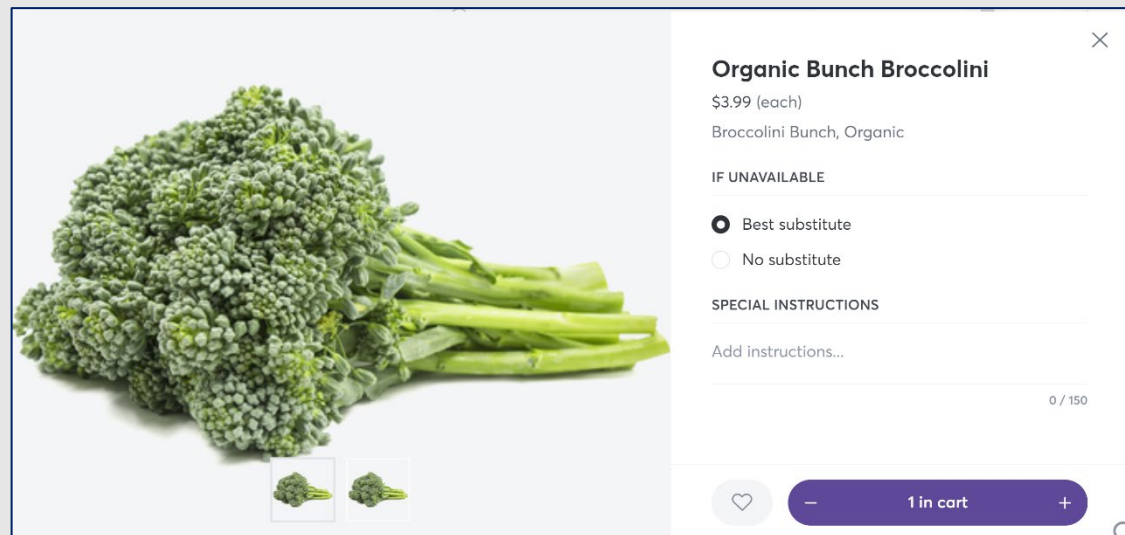 Organic Bunch Broccolini
$3.99 (each)
Broccolini Bunch, Organic
IF UNAVAILABLE
Best substitute
No substitute
SPECIAL INSTRUCTIONS
Add instructions...
0 / 150
1 in cart